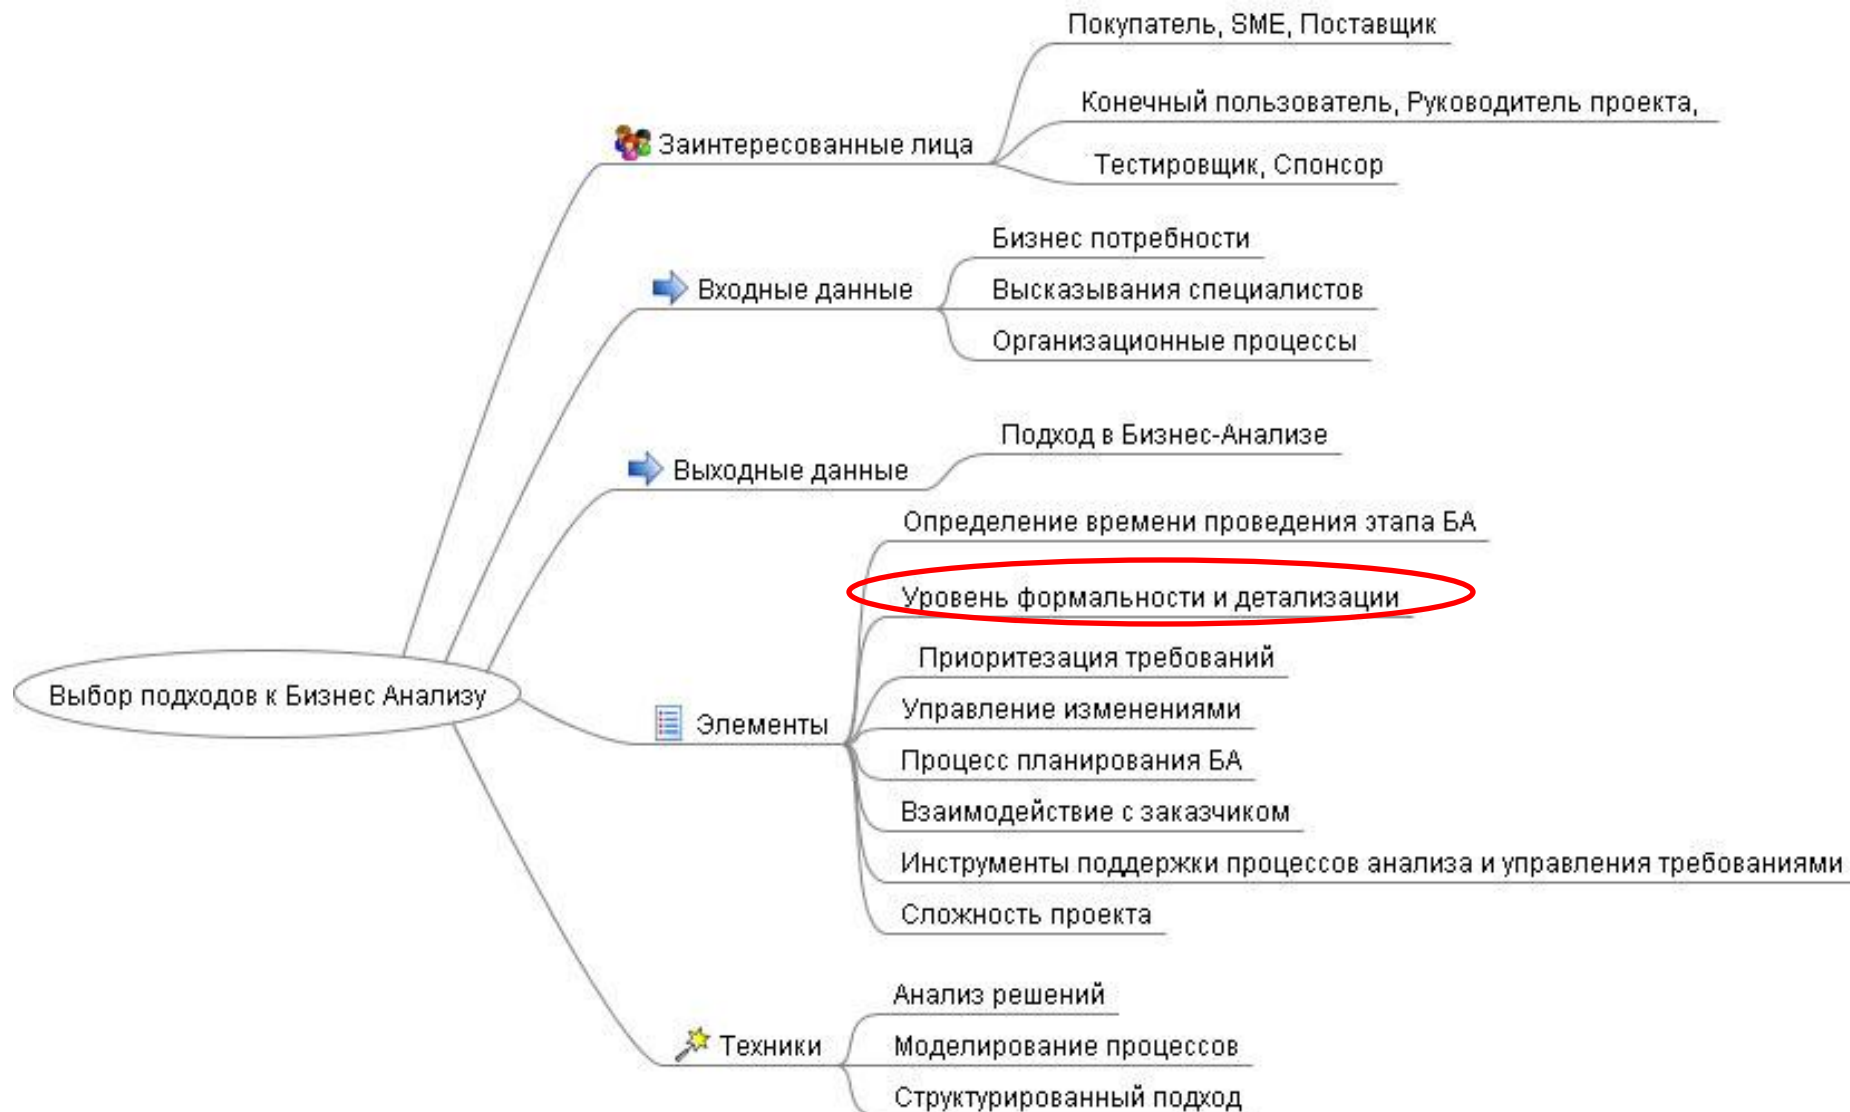 Выбор подходов к Бизнес Анализу
Заинтересованные лица
Покупатель, SME, Поставщик
Конечный пользователь, Руководитель проекта,
Тестировщик, Спонсор
Входные данные
Бизнес потребности
Высказывания специалистов
Организационные процессы
Выходные данные
Подход в Бизнес-Анализе
Элементы
Определение времени проведения этапа БА
Уровень формальности и детализации
Приоритезация требований
Управление изменениями
Процесс планирования БА
Взаимодействие с заказчиком
Инструменты поддержки процессов анализа и управления требованиями
Сложность проекта
Техники
Анализ решений
Моделирование процессов
Структурированный подход